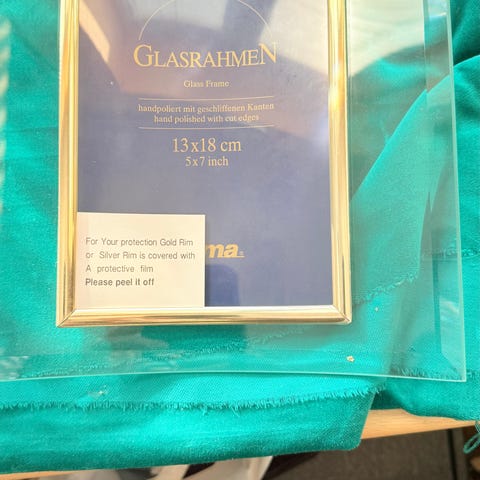 GLASRAHMEN
Glass Frame
handpoliert mit geschliffenen Kanten
hand polished with cut edges
13x18 cm
5x7 inch
For Your protection Gold Rim
or Silver Rim is covered with
A protective film
Please peel it off